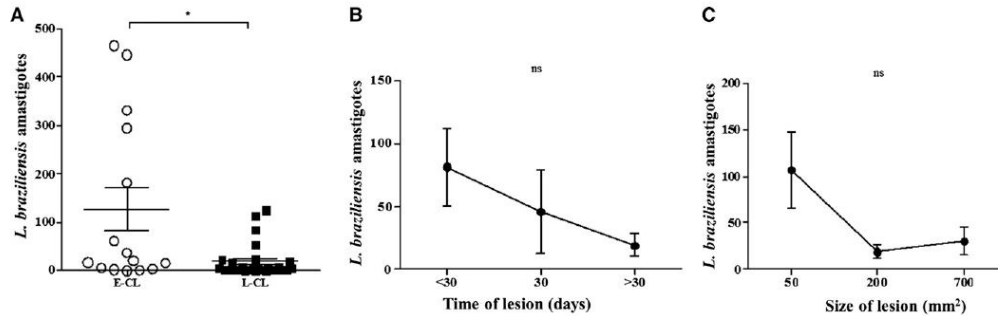 A
*
L. braziliensis amastigotes
500
400
300
200
100
0
E-CL
L-CL
B
ns
L. braziliensis amastigotes
150
100
50
0
<30
30
>30
Time of lesion (days)
C
ns
L. braziliensis amastigotes
200
150
100
50
0
50
200
700
Size of lesion (mm²)